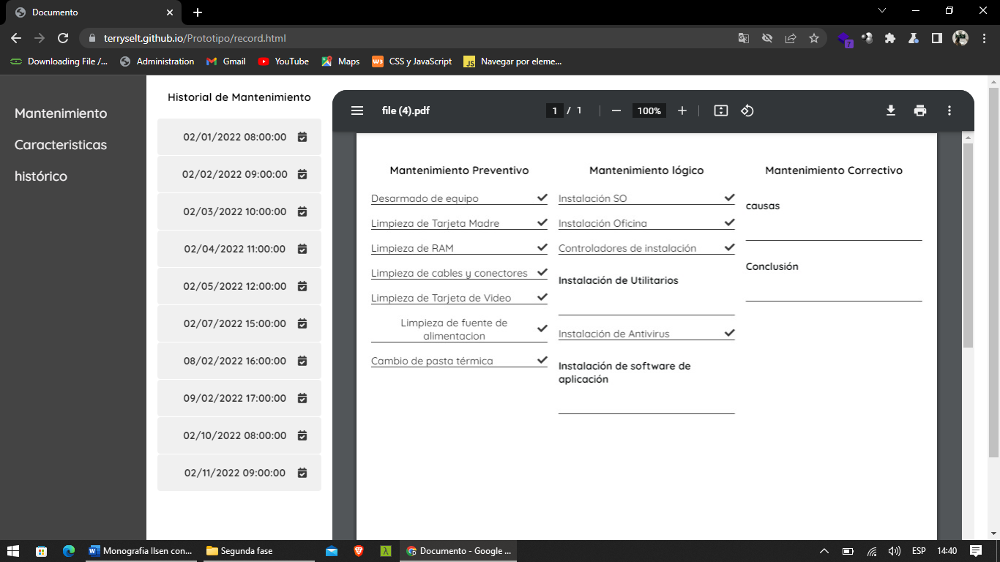 Documento
terryselt.github.io/Prototipo/record.html
7
Downloading File /...
Administration
Gmail
YouTube
Maps
CSS y JavaScript
Navegar por eleme...
Mantenimiento
Caracteristicas
histórico
Historial de Mantenimiento
02/01/2022 08:00:00
02/02/2022 09:00:00
02/03/2022 10:00:00
02/04/2022 11:00:00
02/05/2022 12:00:00
02/07/2022 15:00:00
08/02/2022 16:00:00
09/02/2022 17:00:00
02/10/2022 08:00:00
02/11/2022 09:00:00
file (4).pdf
1 / 1
100%
Mantenimiento Preventivo
Desarmado de equipo
Limpieza de Tarjeta Madre
Limpieza de RAM
Limpieza de cables y conectores
Limpieza de Tarjeta de Video
Limpieza de fuente de
alimentacion
Cambio de pasta térmica
Mantenimiento lógico
Instalación SO
Instalación Oficina
Controladores de instalación
Instalación de Utilitarios
Instalación de Antivirus
Instalación de software de
aplicación
Mantenimiento Correctivo
causas
Conclusión
Monografia Ilsen con...
Segunda fase
Documento - Google ...
ESP
14:40